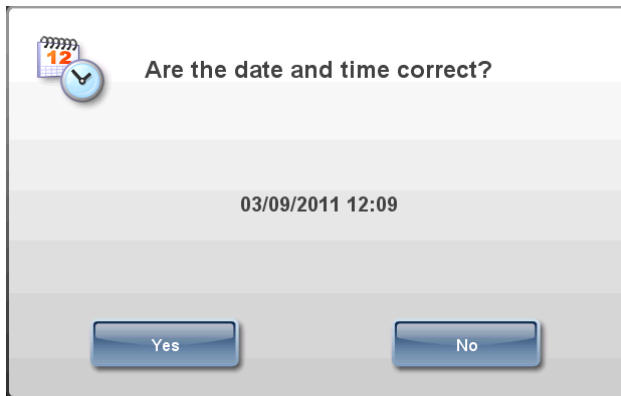 12
Are the date and time correct?
03/09/2011 12:09
Yes
No